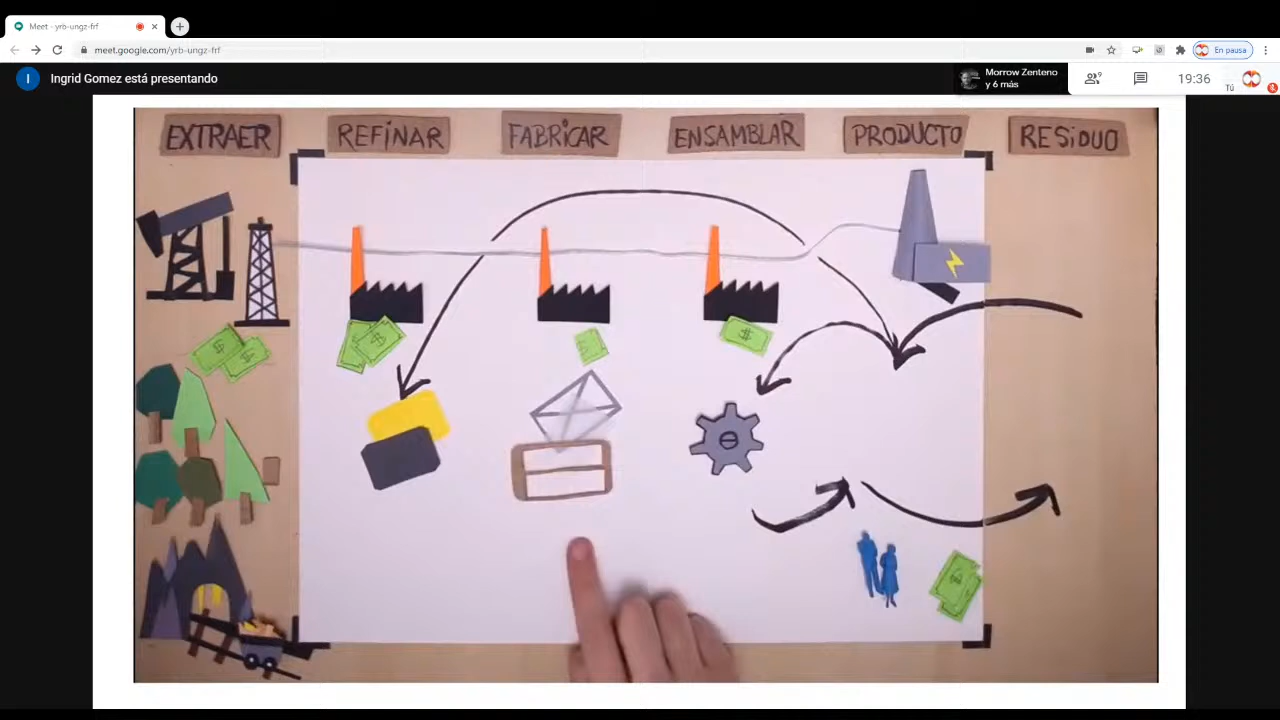 Meet - yrb-ungz-frf
meet.google.com/yrb-ungz-frf
En pausa
I
Ingrid Gomez está presentando
Morrow Zenteno
y 6 más
9
19:36
Tú
EXTRAER
REFINAR
FABRICAR
ENSAMBLAR
PRODUCTO
RESIDUO
$
$
$
$
$
$